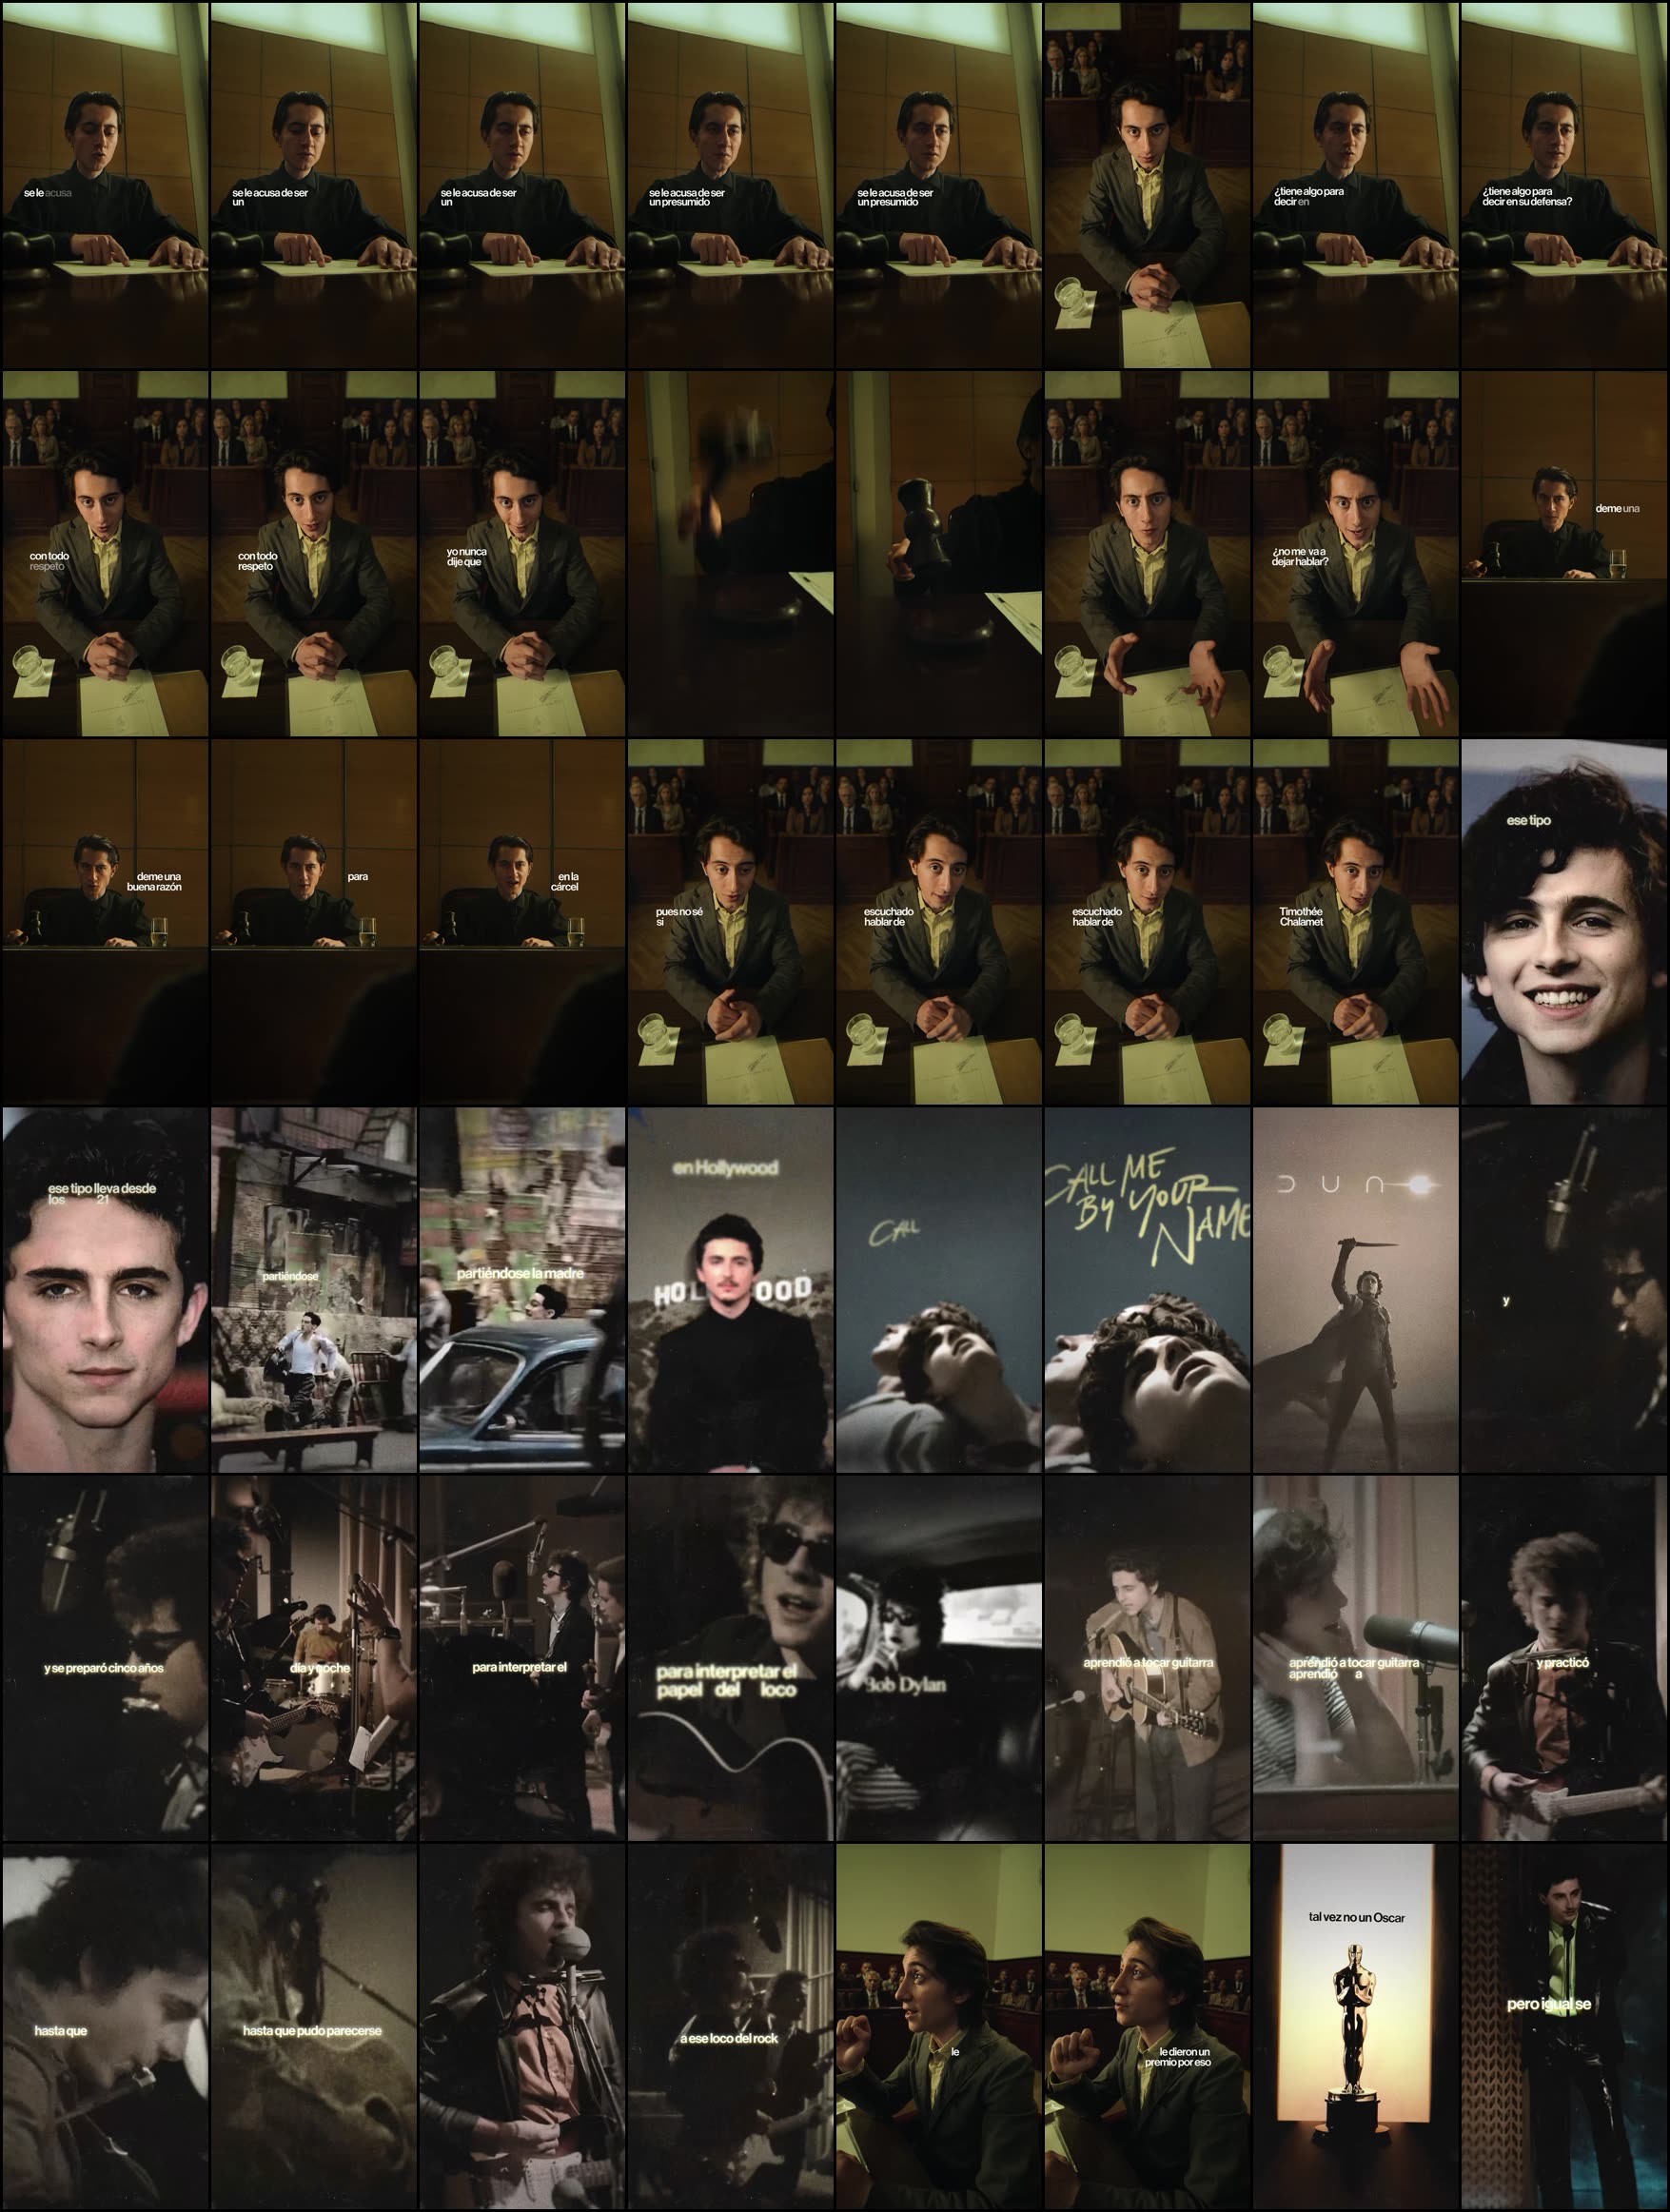 se le acusa
se le acusa de ser
un
se le acusa de ser
un
se le acusa de ser
un presumido
se le acusa de ser
un presumido
¿tiene algo para
decir en
¿tiene algo para
decir en su defensa?
con todo
respeto
con todo
respeto
yo nunca
dije que
¿no me va a
dejar hablar?
deme una
deme una
buena razón
para
en la
cárcel
pues no sé
si
escuchado
hablar de
escuchado
hablar de
Timothée
Chalamet
ese tipo
ese tipo lleva desde
los 21
partiéndose
partiéndose la madre
en Hollywood
HOL OOD
CALL
CALL ME
BY YOUR
NAME
DUNE
y
y se preparó cinco años
día y noche
para interpretar el
para interpretar el
papel del loco
Bob Dylan
aprendió a tocar guitarra
aprendió a tocar guitarra
aprendió a
y practicó
hasta que
hasta que pudo parecerse
a ese loco del rock
le
le dieron un
premio por eso
tal vez no un Oscar
pero igual se